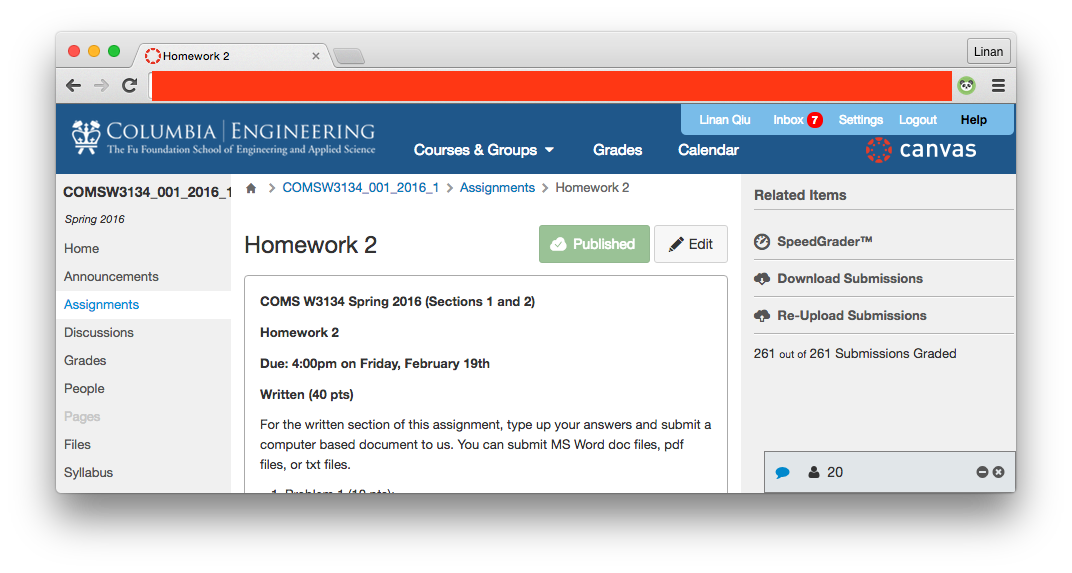 Homework 2
Linan
Linan Qiu Inbox 7 Settings Logout Help
COLUMBIA | ENGINEERING
The Fu Foundation School of Engineering and Applied Science
Courses & Groups Grades Calendar
canvas
COMSW3134_001_2016_1
Spring 2016
Home
Announcements
Assignments
Discussions
Grades
People
Pages
Files
Syllabus
COMSW3134_001_2016_1 > Assignments > Homework 2
Homework 2
Published Edit
COMS W3134 Spring 2016 (Sections 1 and 2)
Homework 2
Due: 4:00pm on Friday, February 19th
Written (40 pts)
For the written section of this assignment, type up your answers and submit a
computer based document to us. You can submit MS Word doc files, pdf
files, or txt files.
1. Problem 1 (10 pts):
Related Items
SpeedGrader™
Download Submissions
Re-Upload Submissions
261 out of 261 Submissions Graded
20